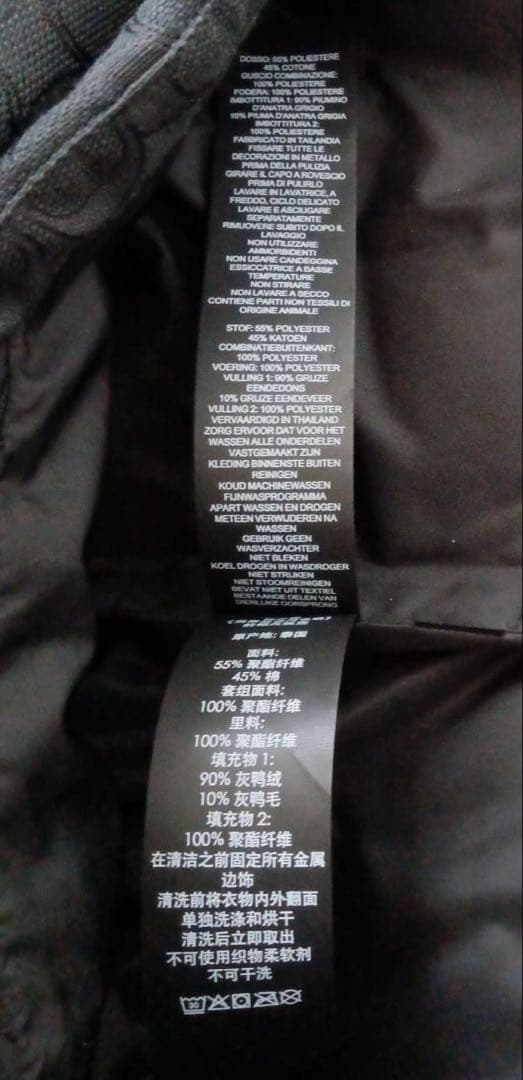 DOSSO: 55% POLIESTERE
45% COTONE
GUSCIO COMBINAZIONE:
100% POLIESTERE
FODERA: 100% POLIESTERE
IMBOTTITURA 1: 90% PIUMINO
D'ANATRA GRIGIO
10% PIUMA D'ANATRA GRIGIA
IMBOTTITURA 2:
100% POLIESTERE
FABBRICATO IN TAILANDIA
FISSARE TUTTE LE
DECORAZIONI IN METALLO
PRIMA DELLA PULIZIA
GIRARE IL CAPO A ROVESCIO
PRIMA DI PULIRLO
LAVARE IN LAVATRICE, A
FREDDO, CICLO DELICATO
LAVARE E ASCIUGARE
SEPARATAMENTE
RIMUOVERE SUBITO DOPO IL
LAVAGGIO
NON UTILIZZARE
AMMORBIDENTI
NON USARE CANDEGGINA
ESSICCATRICE A BASSE
TEMPERATURE
NON STIRARE
NON LAVARE A SECCO
CONTIENE PARTI NON TESSILI DI
ORIGINE ANIMALE
STOF: 55% POLYESTER
45% KATOEN
COMBINATIEBUITENKANT:
100% POLYESTER
VOERING: 100% POLYESTER
VULLING 1: 90% GRIJZE
EENDEDONS
10% GRIJZE EENDEVEER
VULLING 2: 100% POLYESTER
VERVAARDIGD IN THAILAND
ZORG ERVOOR DAT VOOR HET
WASSEN ALLE ONDERDELEN
VASTGEMAAKT ZIJN
KLEDING BINNENSTE BUITEN
REINIGEN
KOUD MACHINEWASSEN
FIJNWASPROGRAMMA
APART WASSEN EN DROGEN
METEEN VERWIJDEREN NA
WASSEN
GEBRUIK GEEN
WASVERZACHTER
NIET BLEKEN
KOEL DROGEN IN WASDROGER
NIET STRIJKEN
NIET STOOMREINIGEN
BEVAT NIET UIT TEXTIEL
BESTAANDE DELEN VAN
DIERLIJKE OORSPRONG
原产地: 泰国
面料:
55% 聚酯纤维
45% 棉
套组面料:
100% 聚酯纤维
里料:
100% 聚酯纤维
填充物 1:
90% 灰鸭绒
10% 灰鸭毛
填充物 2:
100% 聚酯纤维
在清洁之前固定所有金属
边饰
清洗前将衣物内外翻面
单独洗涤和烘干
清洗后立即取出
不可使用织物柔软剂
不可干洗
30